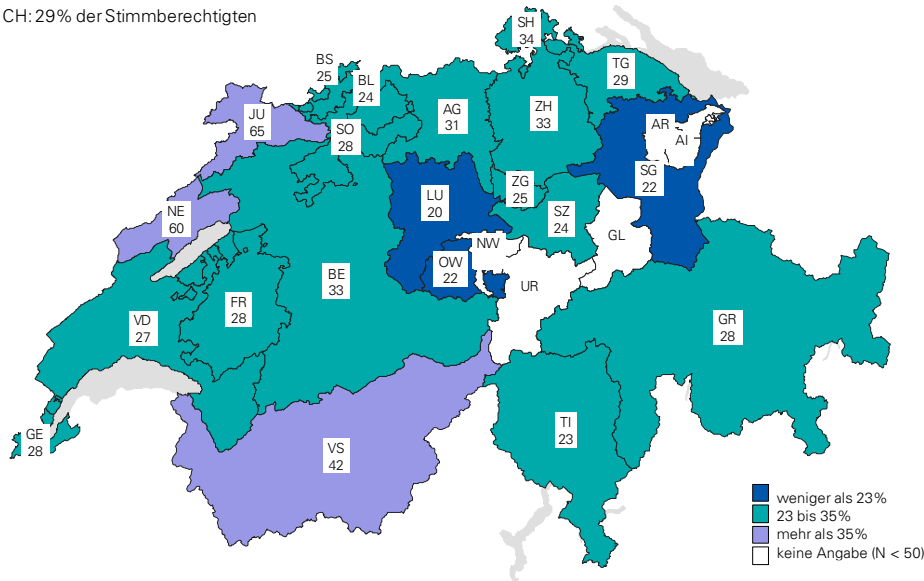 CH: 29% der Stimmberechtigten
SH
34
BS
25
BL
24
TG
29
JU
65
AG
31
ZH
33
SO
28
AR
AI
SG
22
ZG
25
LU
20
SZ
24
NE
60
NW
GL
OW
22
BE
33
UR
FR
28
VD
27
GR
28
TI
23
GE
28
VS
42
weniger als 23%
23 bis 35%
mehr als 35%
keine Angabe (N < 50)